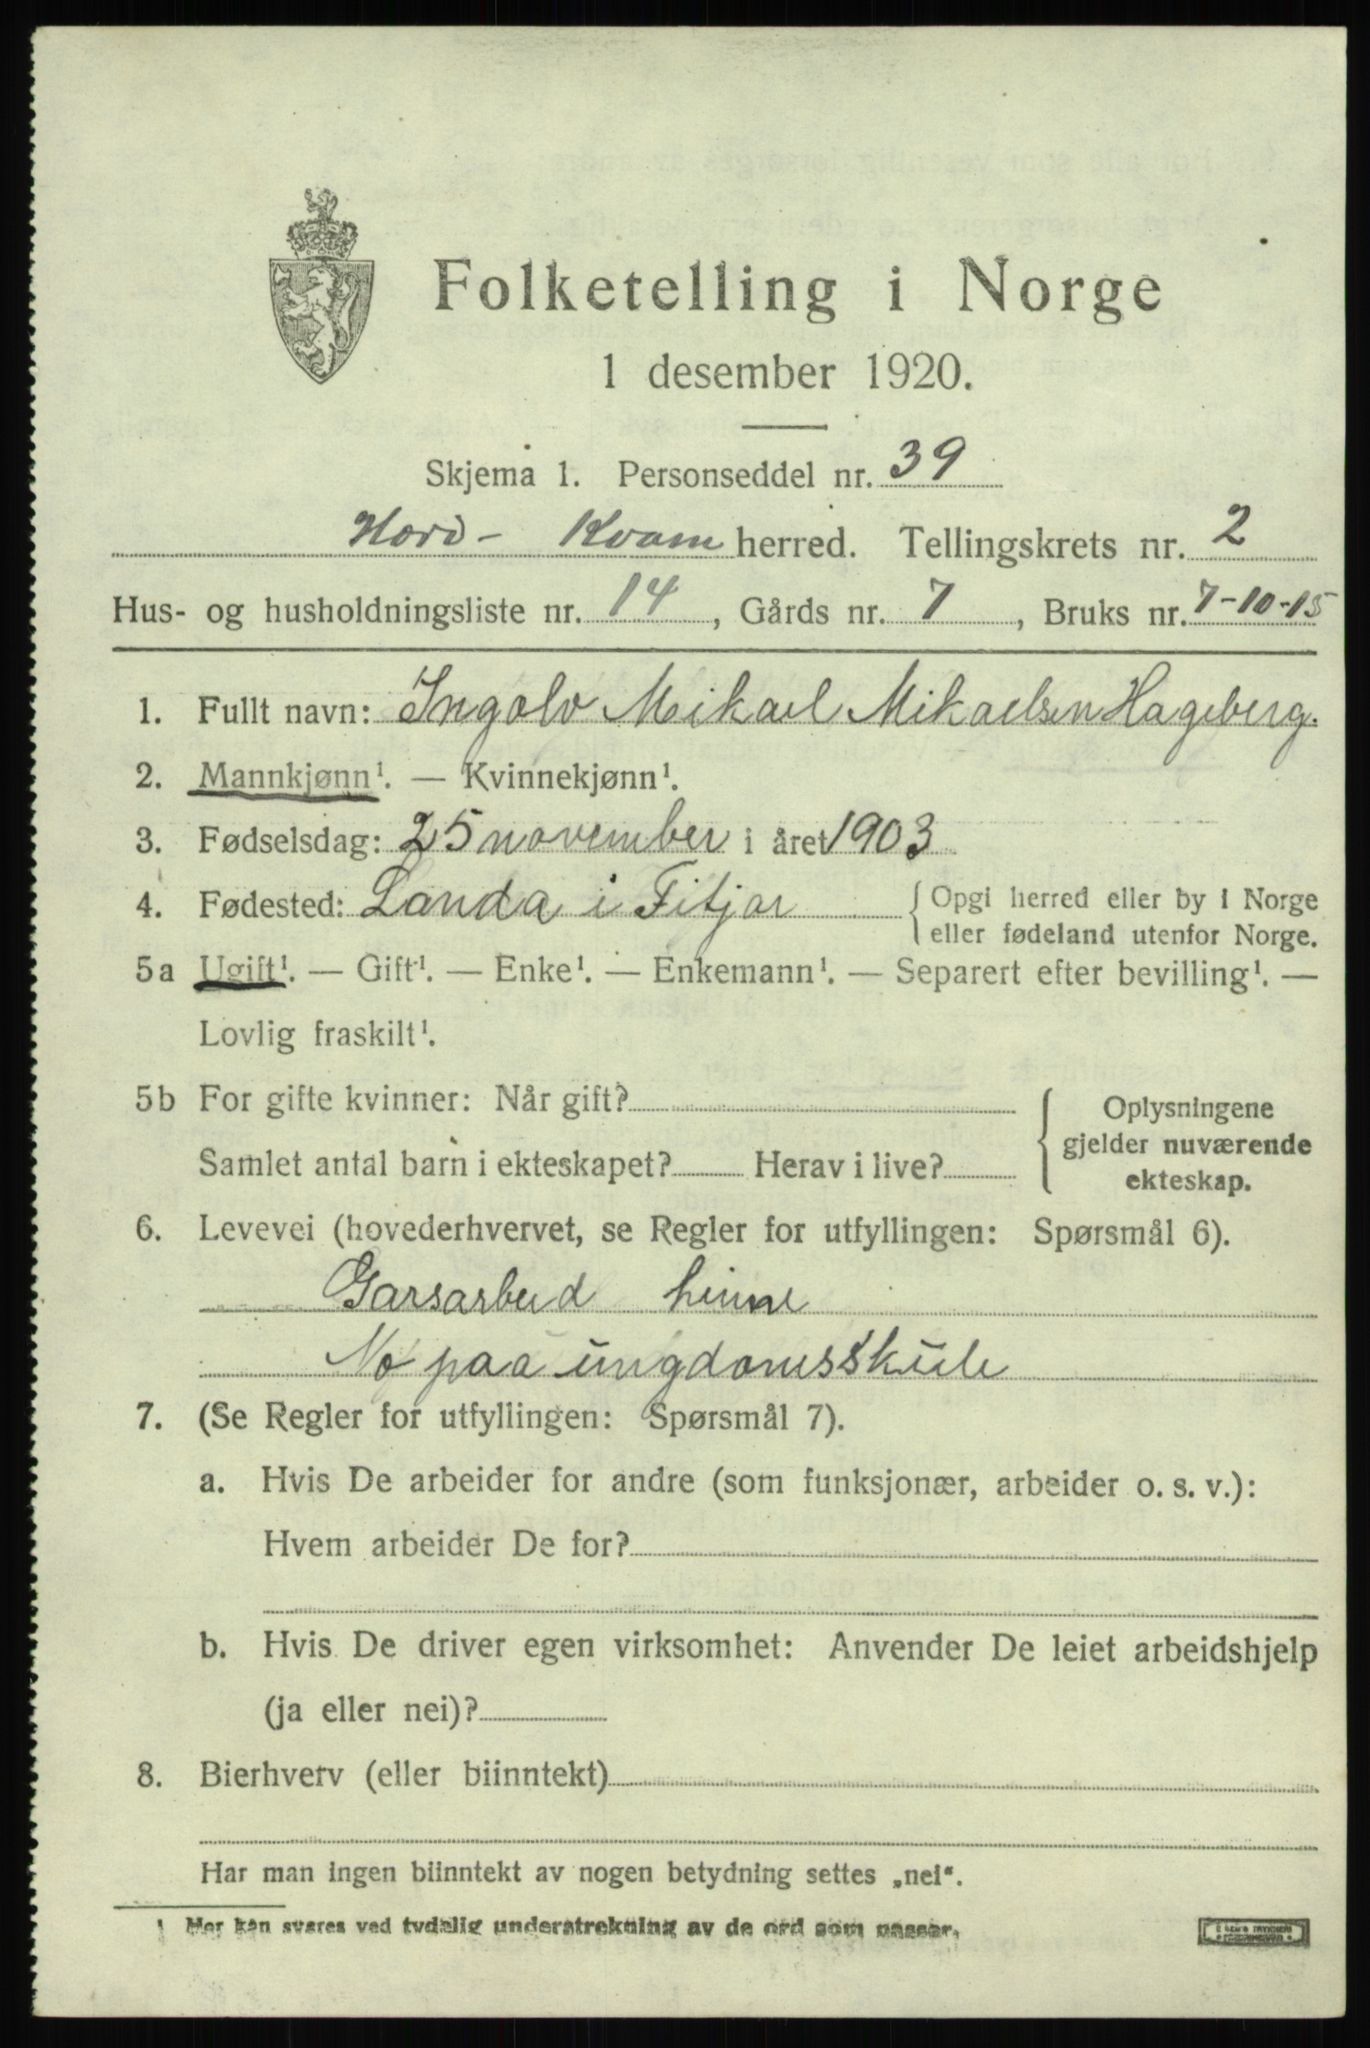 Folketelling i Norge
1 desember 1920.
Skjema 1. Personseddel nr. 39
Kvam herred. Tellingskrets nr. 2
Hus- og husholdningsliste nr. 14, Gårds nr. 7, Bruks nr. 7-10-15
1. Fullt navn: Ingolv Mikael Mikaelsen Hageberg.
2. Mannkjønn¹. — Kvinnekjønn¹.
3. Fødselsdag: 25 november i året 1903
4. Fødested: Landa i Fitjar { Opgi herred eller by i Norge
eller fødeland utenfor Norge.
5a Ugift¹. — Gift¹. — Enke¹. — Enkemann¹. — Separert efter bevilling¹. —
Lovlig fraskilt¹.
5b For gifte kvinner: Når gift?
Samlet antal barn i ekteskapet? Herav i live?
{ Oplysningene
gjelder nuværende
ekteskap.
6. Levevei (hovederhvervet, se Regler for utfyllingen: Spørsmål 6).
Garsarbeid heime
No paa ungdomsskule
7. (Se Regler for utfyllingen: Spørsmål 7).
a. Hvis De arbeider for andre (som funksjonær, arbeider o. s. v.):
Hvem arbeider De for?
b. Hvis De driver egen virksomhet: Anvender De leiet arbeidshjelp
(ja eller nei)?
8. Bierhverv (eller biinntekt)
Har man ingen biinntekt av nogen betydning settes „nei“.
¹ Her kan svares ved tydelig understrekning av de ord som passer.